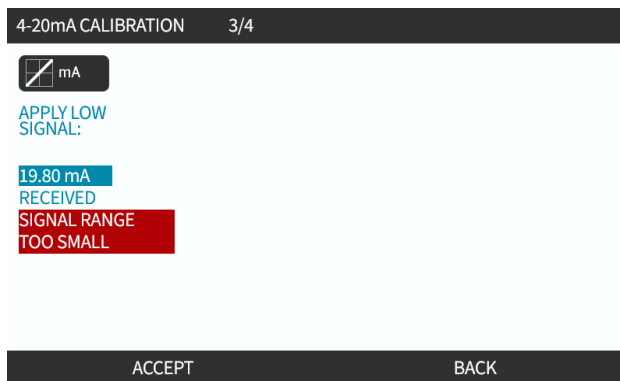 4-20mA CALIBRATION 3/4
mA
APPLY LOW
SIGNAL:
19.80 mA
RECEIVED
SIGNAL RANGE
TOO SMALL
ACCEPT BACK